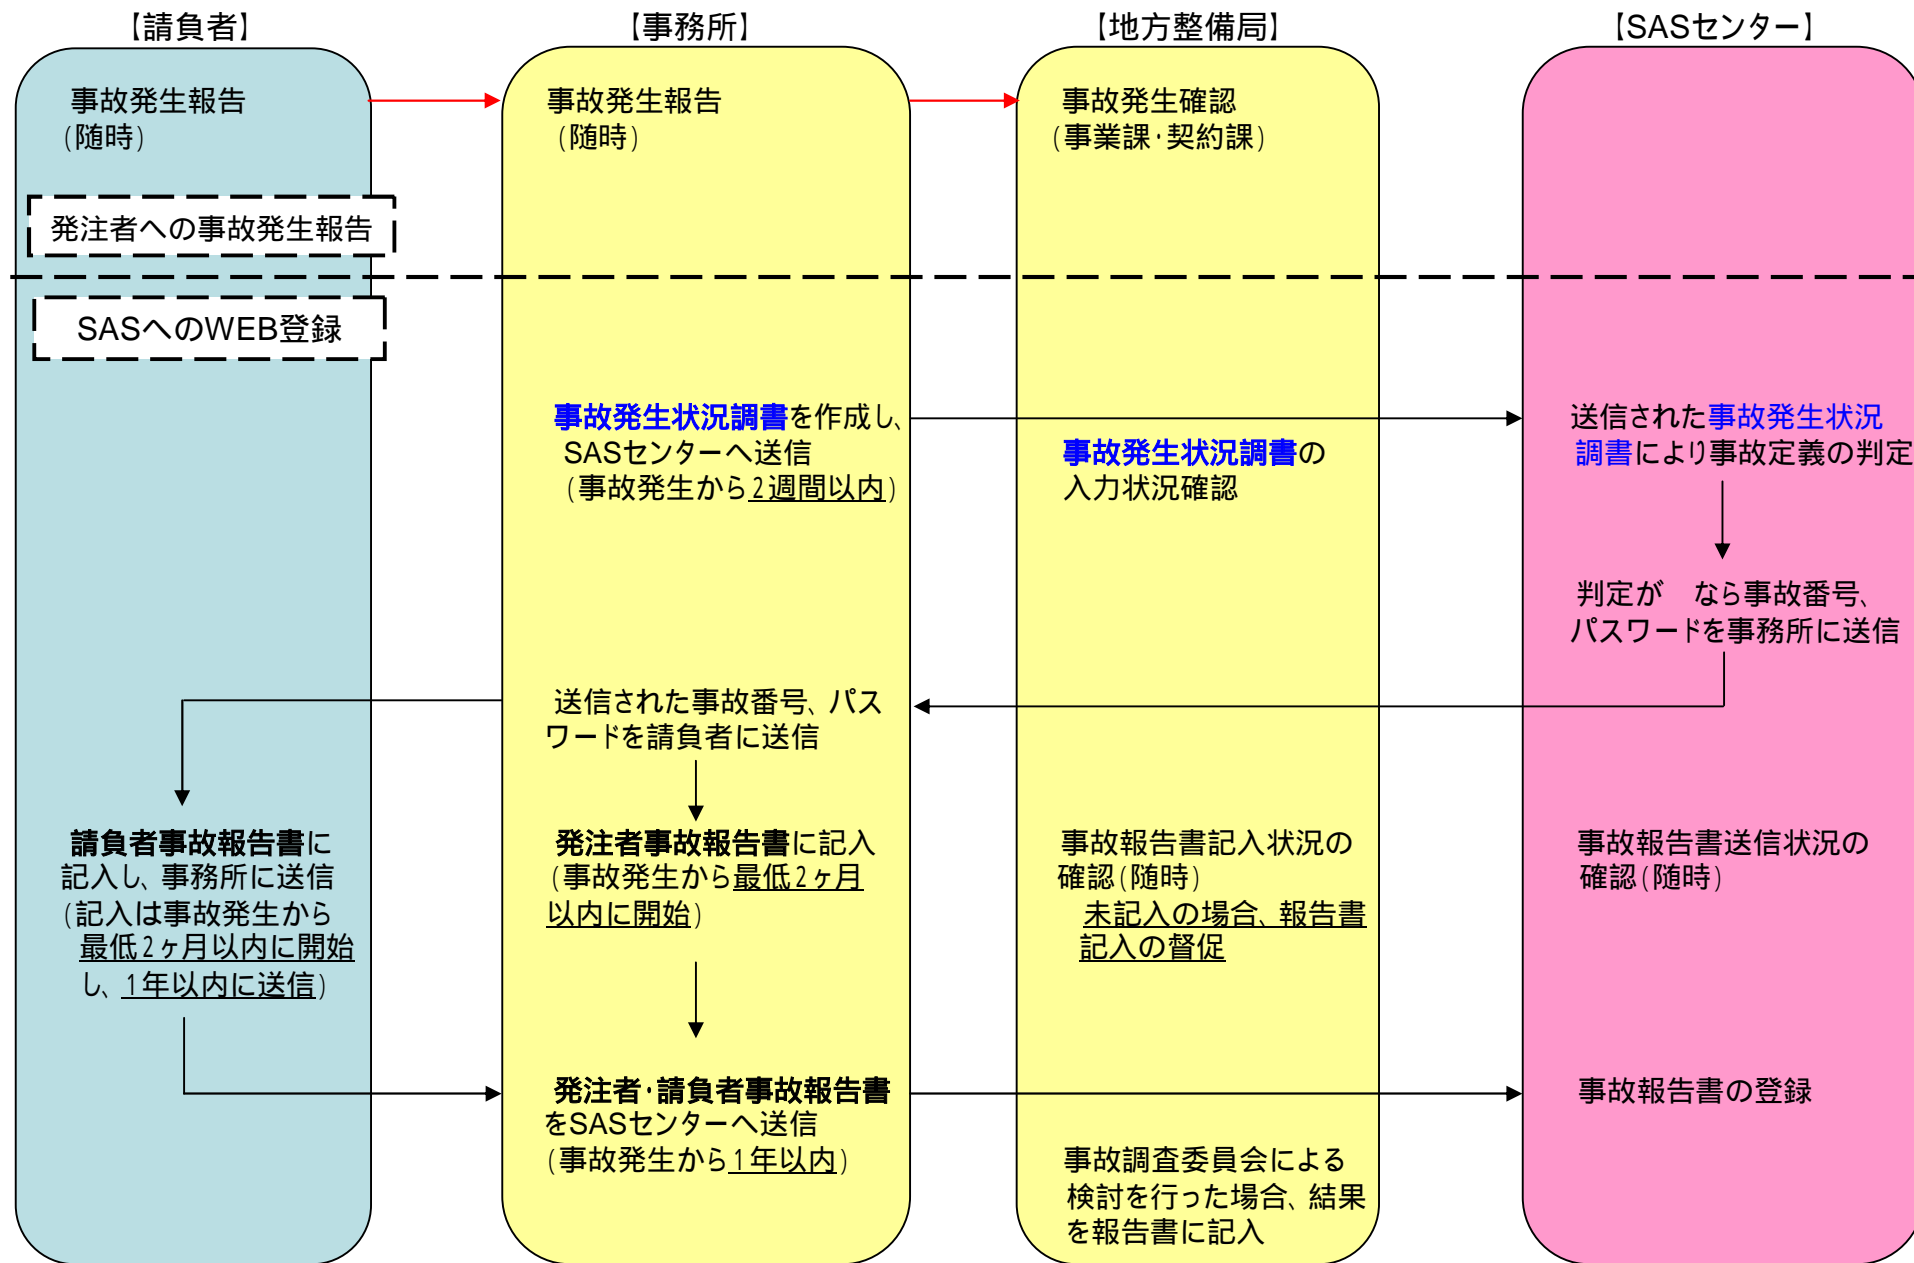 【請負者】
【事務所】
【地方整備局】
【SASセンター】
事故発生報告
(随時)
事故発生報告
(随時)
事故発生確認
(事業課・契約課)
発注者への事故発生報告
SASへのWEB登録
事故発生状況調書を作成し、
SASセンターへ送信
(事故発生から2週間以内)
事故発生状況調書の
入力状況確認
送信された事故発生状況
調書により事故定義の判定
判定が　なら事故番号、
パスワードを事務所に送信
送信された事故番号、パス
ワードを請負者に送信
請負者事故報告書に
記入し、事務所に送信
(記入は事故発生から
最低2ヶ月以内に開始
し、1年以内に送信)
発注者事故報告書に記入
(事故発生から最低2ヶ月
以内に開始)
事故報告書記入状況の
確認(随時)
未記入の場合、報告書
記入の督促
事故報告書送信状況の
確認(随時)
発注者・請負者事故報告書
をSASセンターへ送信
(事故発生から1年以内)
事故調査委員会による
検討を行った場合、結果
を報告書に記入
事故報告書の登録